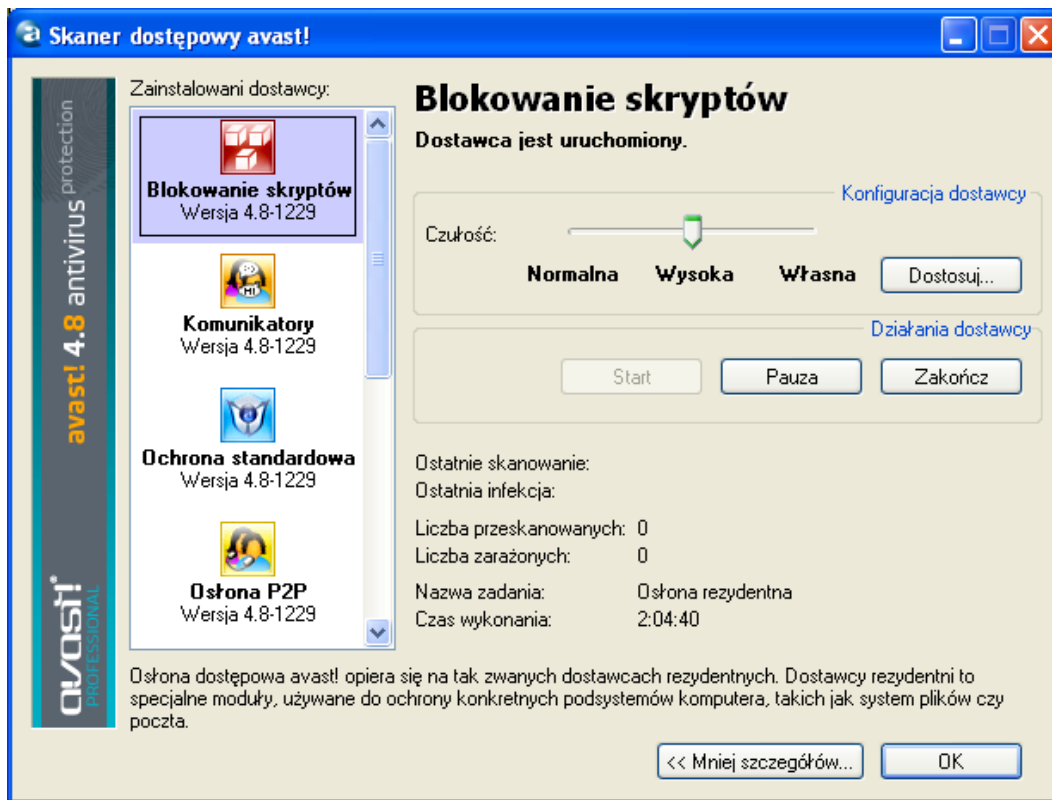 Skaner dostępowy avast!
avast! 4.8 antivirus protection
avast! PROFESSIONAL
Zainstalowani dostawcy:
Blokowanie skryptów
Wersja 4.8-1229
Komunikatory
Wersja 4.8-1229
Ochrona standardowa
Wersja 4.8-1229
Osłona P2P
Wersja 4.8-1229
Blokowanie skryptów
Dostawca jest uruchomiony.
Konfiguracja dostawcy
Czułość:
Normalna Wysoka Własna Dostosuj...
Działania dostawcy
Start Pauza Zakończ
Ostatnie skanowanie:
Ostatnia infekcja:
Liczba przeskanowanych: 0
Liczba zarażonych: 0
Nazwa zadania: Osłona rezydentna
Czas wykonania: 2:04:40
Osłona dostępowa avast! opiera się na tak zwanych dostawcach rezydentnych. Dostawcy rezydentni to
specjalne moduły, używane do ochrony konkretnych podsystemów komputera, takich jak system plików czy
poczta.
<< Mniej szczegółów... OK